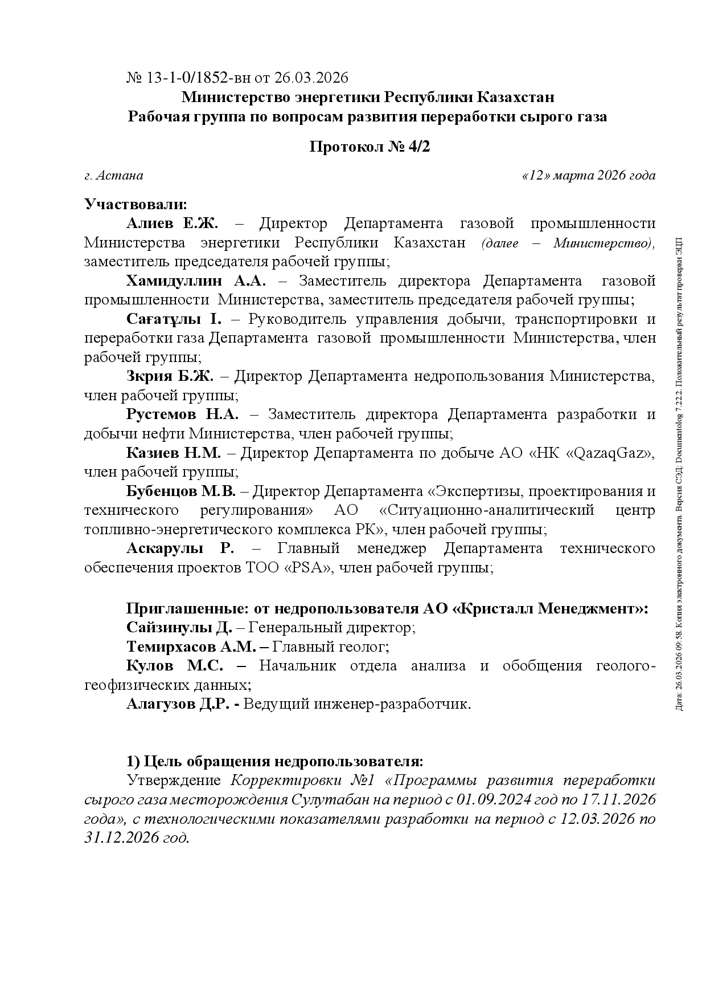 № 13-1-0/1852-вн от 26.03.2026
Министерство энергетики Республики Казахстан
Рабочая группа по вопросам развития переработки сырого газа
Протокол № 4/2
г. Астана «12» марта 2026 года
Участвовали:
Алиев Е.Ж. – Директор Департамента газовой промышленности
Министерства энергетики Республики Казахстан (далее – Министерство),
заместитель председателя рабочей группы;
Хамидуллин А.А. – Заместитель директора Департамента газовой
промышленности Министерства, заместитель председателя рабочей группы;
Сағатұлы І. – Руководитель управления добычи, транспортировки и
переработки газа Департамента газовой промышленности Министерства, член
рабочей группы;
Зкрия Б.Ж. – Директор Департамента недропользования Министерства,
член рабочей группы;
Рустемов Н.А. – Заместитель директора Департамента разработки и
добычи нефти Министерства, член рабочей группы;
Казиев Н.М. – Директор Департамента по добыче АО «НК «QazaqGaz»,
член рабочей группы;
Бубенцов М.В. – Директор Департамента «Экспертизы, проектирования и
технического регулирования» АО «Ситуационно-аналитический центр
топливно-энергетического комплекса РК», член рабочей группы;
Аскарулы Р. – Главный менеджер Департамента технического
обеспечения проектов ТОО «PSA», член рабочей группы;
Приглашенные: от недропользователя АО «Кристалл Менеджмент»:
Сайзинулы Д. – Генеральный директор;
Темирхасов А.М. – Главный геолог;
Кулов М.С. – Начальник отдела анализа и обобщения геолого-
геофизических данных;
Алагузов Д.Р. - Ведущий инженер-разработчик.
1) Цель обращения недропользователя:
Утверждение Корректировки №1 «Программы развития переработки
сырого газа месторождения Сулутабан на период с 01.09.2024 год по 17.11.2026
года», с технологическими показателями разработки на период с 12.03.2026 по
31.12.2026 год.
Дата: 26.03.2026 09:58. Копия электронного документа. Версия СЭД: Documentolog 7.22.2. Положительный результат проверки ЭЦП